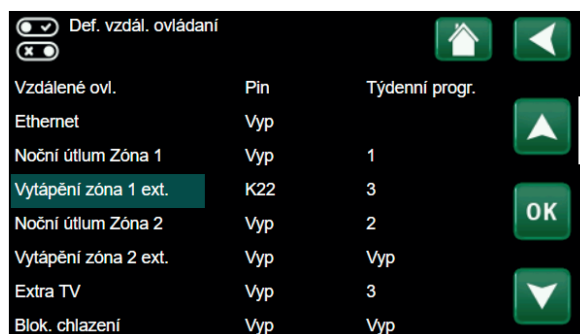 Def. vzdál. ovládaní
Vzdálené ovl. Pin Týdenní progr.
Ethernet Vyp
Noční útlum Zóna 1 Vyp 1
Vytápění zóna 1 ext. K22 3
Noční útlum Zóna 2 Vyp 2
OK
Vytápění zóna 2 ext. Vyp Vyp
Extra TV Vyp 3
Blok. chlazení Vyp Vyp